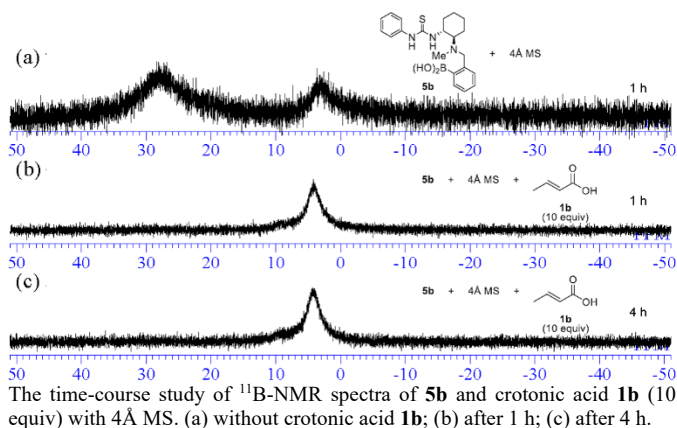 (a)
S
N
H
N
H
N
Me
(HO)₂B
5b
+ 4Å MS
1 h
50 40 30 20 10 0 -10 -20 -30 -40 -50
(b)
5b + 4Å MS +
O
OH
1b
(10 equiv)
1 h
50 40 30 20 10 0 -10 -20 -30 -40 -50
(c)
5b + 4Å MS +
O
OH
1b
(10 equiv)
4 h
50 40 30 20 10 0 -10 -20 -30 -40 -50
The time-course study of ¹¹B-NMR spectra of 5b and crotonic acid 1b (10
equiv) with 4Å MS. (a) without crotonic acid 1b; (b) after 1 h; (c) after 4 h.